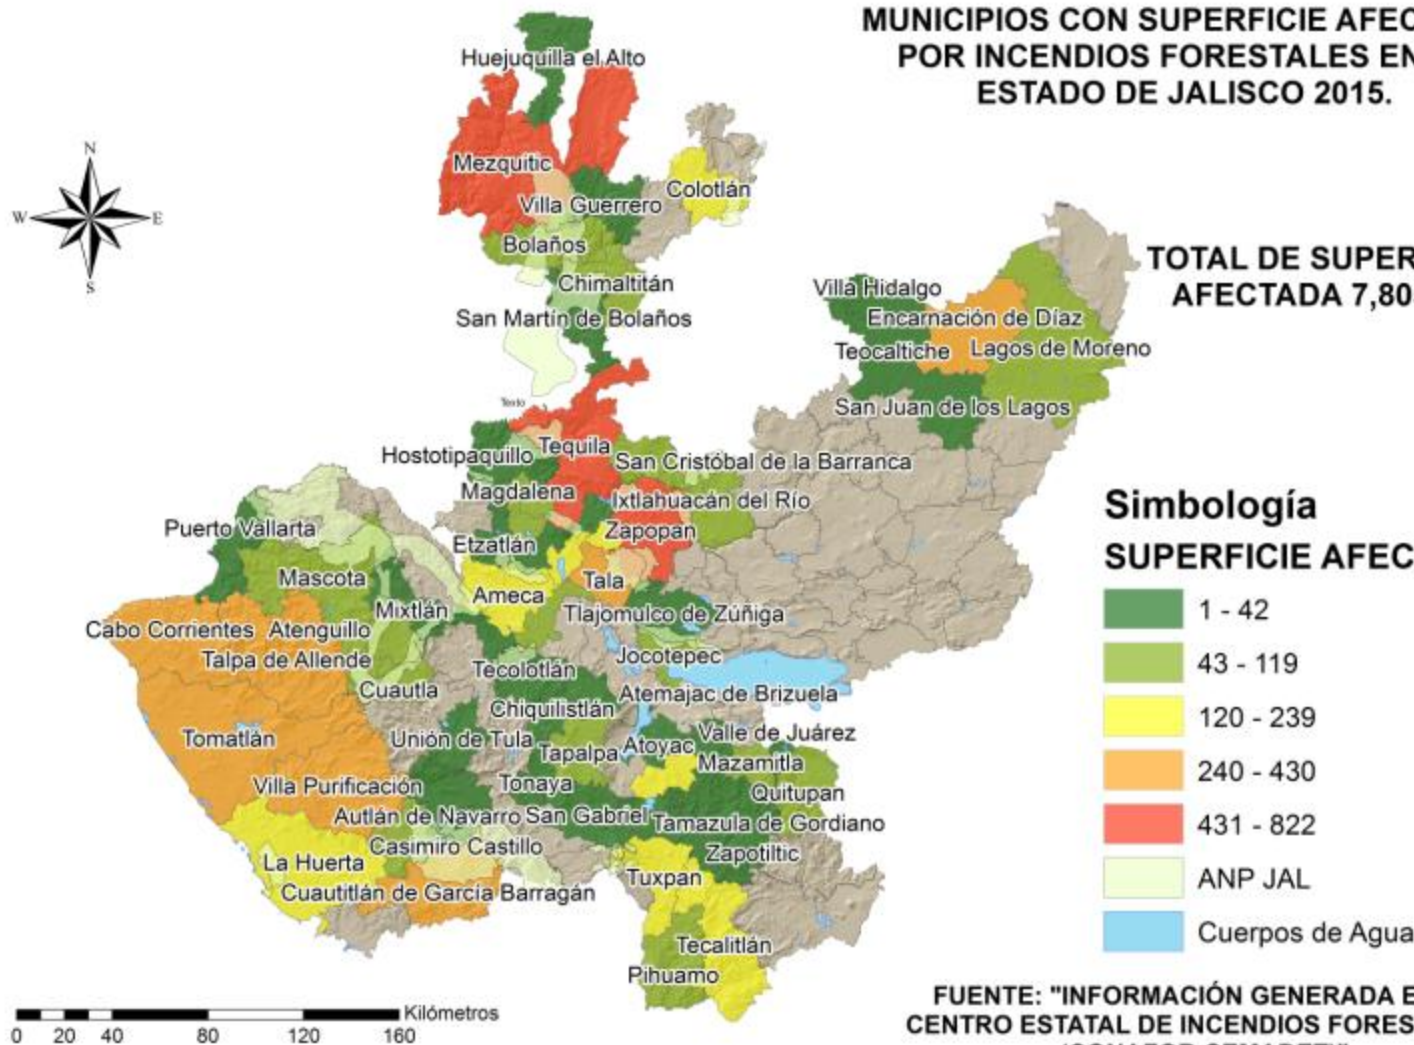 MUNICIPIOS CON SUPERFICIE AFEC
POR INCENDIOS FORESTALES EN
ESTADO DE JALISCO 2015.
N
W
E
S
Huejuquilla el Alto
Mezquitic
Colotlán
Villa Guerrero
Bolaños
Chimaltitán
San Martín de Bolaños
TOTAL DE SUPER
AFECTADA 7,80
Villa Hidalgo
Encarnación de Díaz
Teocaltiche
Lagos de Moreno
San Juan de los Lagos
Texto
Hostotipaquillo
Tequila
San Cristóbal de la Barranca
Magdalena
Ixtlahuacán del Río
Puerto Vallarta
Etzatlán
Zapopan
Mascota
Ameca
Tala
Mixtlán
Tlajomulco de Zúñiga
Cabo Corrientes
Atenguillo
Talpa de Allende
Tecolotlán
Jocotepec
Cuautla
Chiquilistlán
Atemajac de Brizuela
Tomatlán
Unión de Tula
Tapalpa
Atoyac
Valle de Juárez
Mazamitla
Villa Purificación
Tonaya
Quitupan
Autlán de Navarro
San Gabriel
Tamazula de Gordiano
Casimiro Castillo
Zapotiltic
La Huerta
Cuautitlán de García Barragán
Tuxpan
Tecalitlán
Pihuamo
Simbología
SUPERFICIE AFEC
1 - 42
43 - 119
120 - 239
240 - 430
431 - 822
ANP JAL
Cuerpos de Agua
Kilómetros
0 20 40 80 120 160
FUENTE: "INFORMACIÓN GENERADA E
CENTRO ESTATAL DE INCENDIOS FORES